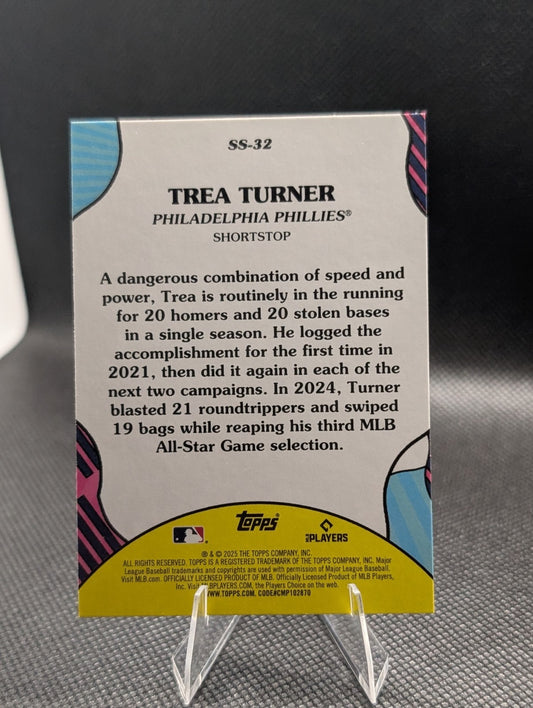 SS-32
TREA TURNER
PHILADELPHIA PHILLIES®
SHORTSTOP
A dangerous combination of speed and
power, Trea is routinely in the running
for 20 homers and 20 stolen bases
in a single season. He logged the
accomplishment for the first time in
2021, then did it again in each of the
next two campaigns. In 2024, Turner
blasted 21 roundtrippers and swiped
19 bags while reaping his third MLB
All-Star Game selection.
topps
MLB PLAYERS
® & © 2025 THE TOPPS COMPANY, INC.
ALL RIGHTS RESERVED. TOPPS IS A REGISTERED TRADEMARK OF THE TOPPS COMPANY, INC. Major
League Baseball trademarks and copyrights are used with permission of Major League Baseball.
Visit MLB.com. OFFICIALLY LICENSED PRODUCT OF MLB. Officially Licensed Product of MLB Players,
Inc. Visit MLBPLAYERS.COM, the Players Choice on the web.
WWW.TOPPS.COM. CODE#CMP102870